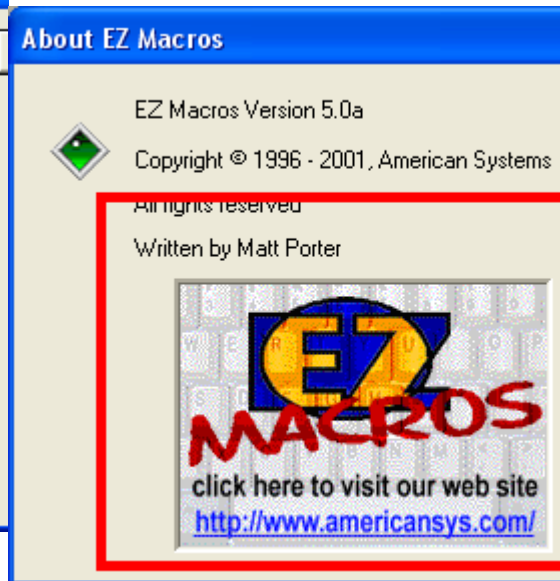 About EZ Macros
EZ Macros Version 5.0a
Copyright © 1996 - 2001, American Systems
All rights reserved
Written by Matt Porter
EZ
MACROS
click here to visit our web site
http://www.americansys.com/